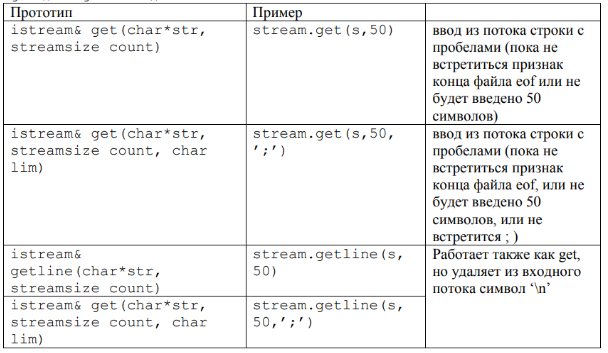 Прототип
Пример
istream& get(char*str,
streamsize count)
stream.get(s,50)
ввод из потока строки с
пробелами (пока не
встретиться признак
конца файла eof или не
будет введено 50
символов)
istream& get(char*str,
streamsize count, char
lim)
stream.get(s,50,
’;’)
ввод из потока строки с
пробелами (пока не
встретиться признак
конца файла eof, или не
будет введено 50
символов, или не
встретится ; )
istream&
getline(char*str,
streamsize count)
stream.getline(s,
50)
Работает также как get,
но удаляет из входного
потока символ ‘\n’
istream& get(char*str,
streamsize count, char
lim)
stream.getline(s,
50,’;’)